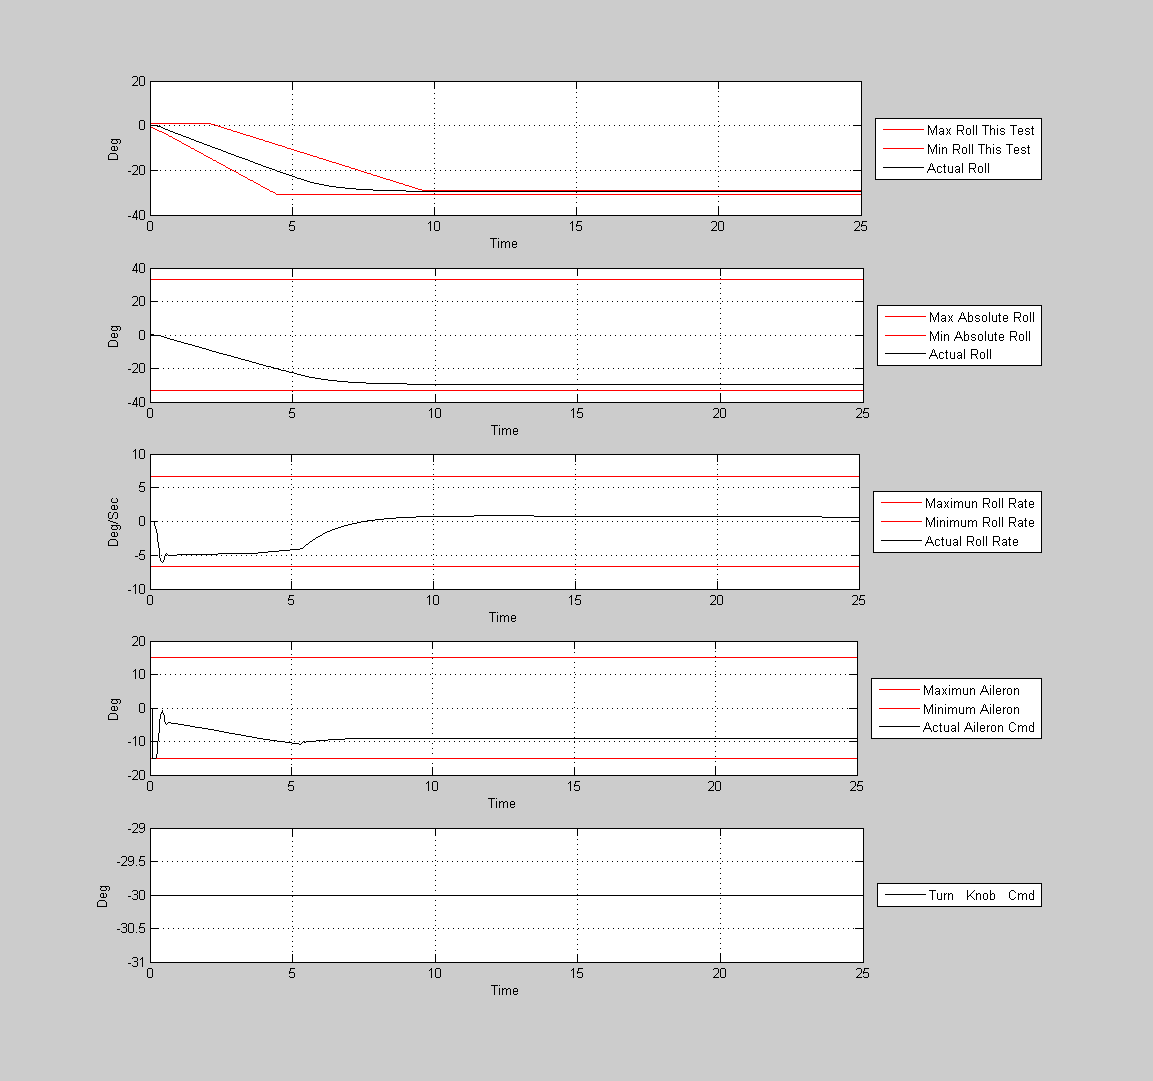 20
0
-20
-40
Deg
0 5 10 15 20 25
Time
Max Roll This Test
Min Roll This Test
Actual Roll
40
20
0
-20
-40
Deg
0 5 10 15 20 25
Time
Max Absolute Roll
Min Absolute Roll
Actual Roll
10
5
0
-5
-10
Deg/Sec
0 5 10 15 20 25
Time
Maximun Roll Rate
Minimum Roll Rate
Actual Roll Rate
20
10
0
-10
-20
Deg
0 5 10 15 20 25
Time
Maximun Aileron
Minimum Aileron
Actual Aileron Cmd
-29
-29.5
-30
-30.5
-31
Deg
0 5 10 15 20 25
Time
Turn Knob Cmd